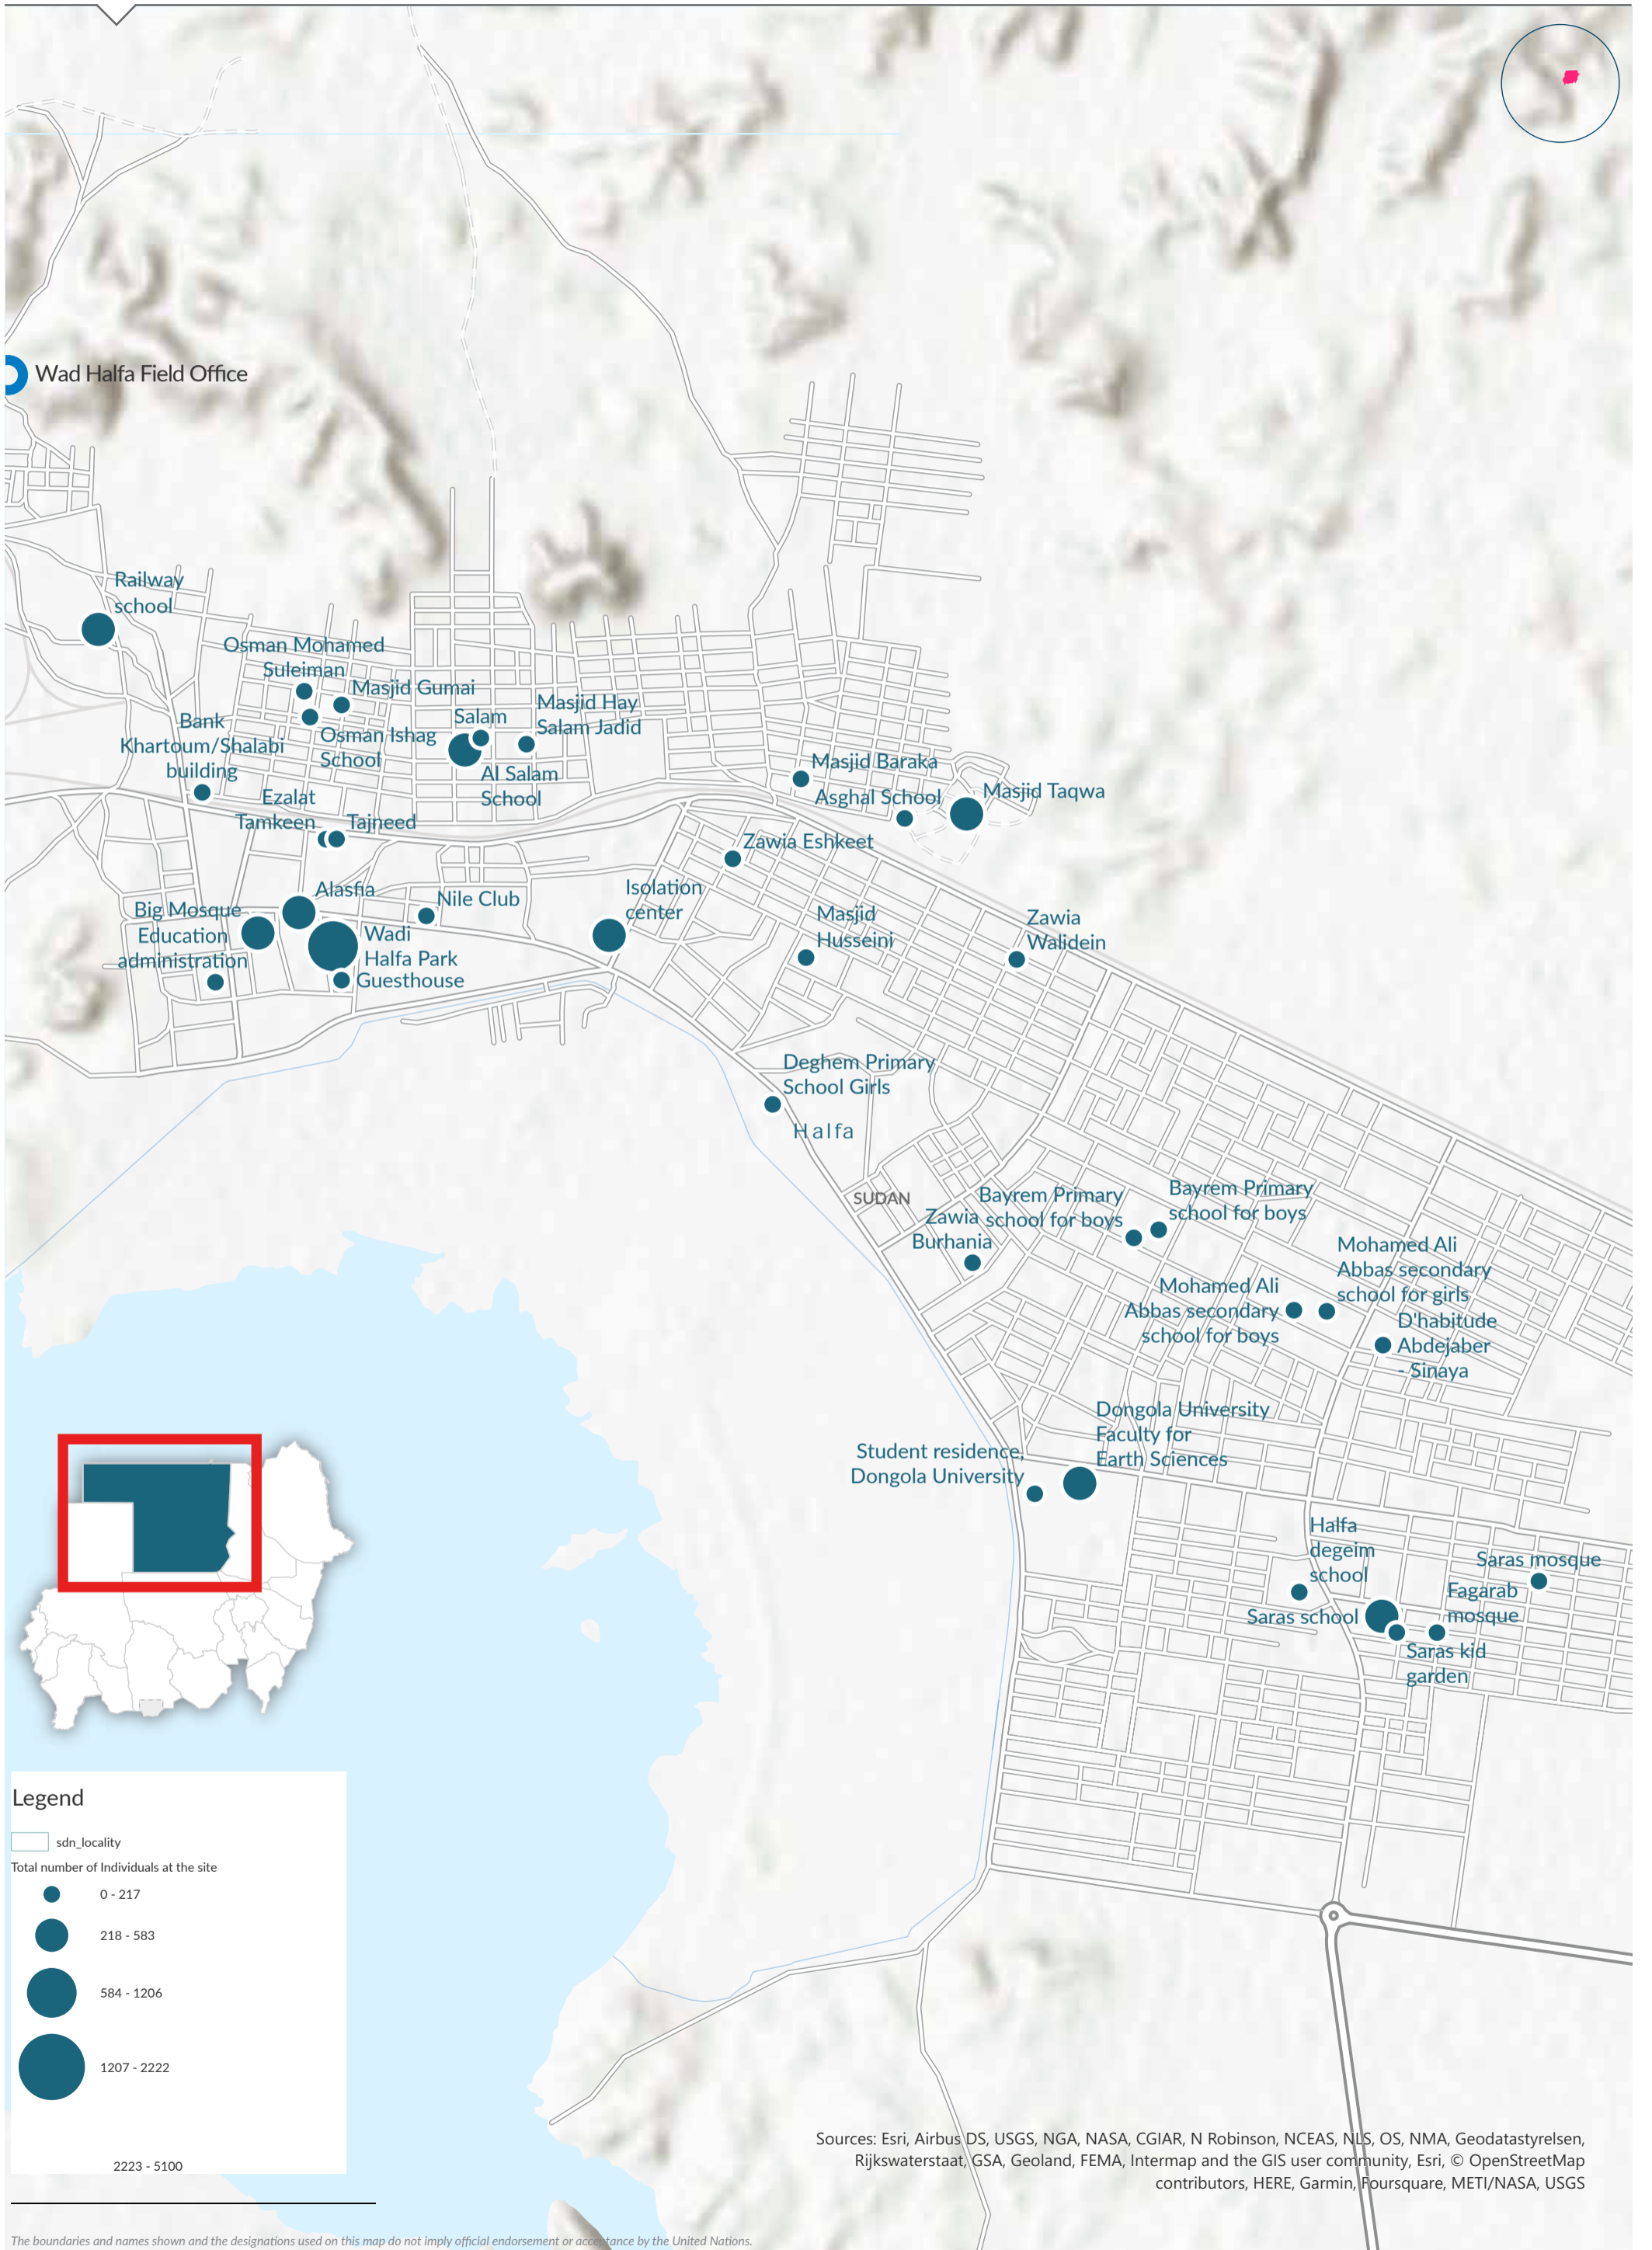 Wad Halfa Field Office
Railway
school
Osman Mohamed
Suleiman
Masjid Gumai
Masjid Hay
Salam Jadid
Salam
Bank
Khartoum/Shalabi
building
Osman Ishag
School
Al Salam
School
Masjid Baraka
Asghal School
Masjid Taqwa
Ezalat
Tamkeen
Tajneed
Zawia Eshkeet
Alasfia
Nile Club
Isolation
center
Big Mosque
Education
administration
Wadi
Halfa Park
Guesthouse
Masjid
Husseini
Zawia
Walidein
Deghem Primary
School Girls
Halfa
SUDAN
Bayrem Primary
school for boys
Bayrem Primary
school for boys
Zawia
Burhania
Mohamed Ali
Abbas secondary
school for girls
Mohamed Ali
Abbas secondary
school for boys
D'habitude
Abdejaber
- Sinaya
Dongola University
Faculty for
Earth Sciences
Student residence,
Dongola University
Halfa
degeim
school
Saras mosque
Fagarab
mosque
Saras school
Saras kid
garden
Legend
sdn_locality
Total number of Individuals at the site
0 - 217
218 - 583
584 - 1206
1207 - 2222
2223 - 5100
Sources: Esri, Airbus DS, USGS, NGA, NASA, CGIAR, N Robinson, NCEAS, NLS, OS, NMA, Geodatastyrelsen,
Rijkswaterstaat, GSA, Geoland, FEMA, Intermap and the GIS user community, Esri, © OpenStreetMap
contributors, HERE, Garmin, Foursquare, METI/NASA, USGS
The boundaries and names shown and the designations used on this map do not imply official endorsement or acceptance by the United Nations.